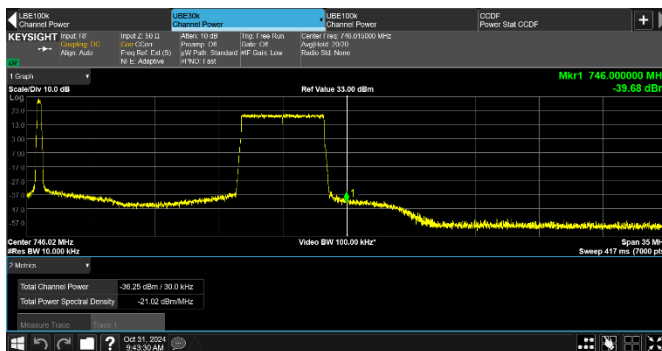 LBE100k
Channel Power
UBE30k
Channel Power
UBE100k
Channel Power
CCDF
Power Stat CCDF
KEYSIGHT
Input: RF
Coupling: DC
Align: Auto
Input Z: 50 Ω
Corr CCorr
Freq Ref: Ext (S)
NFE: Adaptive
Atten: 10 dB
Preamp: Off
µW Path: Standard
#PNO: Fast
Trig: Free Run
Gate: Off
#IF Gain: Low
Center Freq: 746.015000 MHz
Avg|Hold: 20/20
Radio Std: None
1 Graph
Scale/Div 10.0 dB
Ref Value 33.00 dBm
Mkr1 746.000000 MH
-39.68 dBr
Log
23.0
13.0
3.00
-7.00
-17.0
-27.0
-37.0
-47.0
-57.0
1
Center 746.02 MHz
#Res BW 10.000 kHz
Video BW 100.00 kHz*
Span 35 MH
Sweep 417 ms (7000 pts
2 Metrics
Total Channel Power
-36.25 dBm / 30.0 kHz
Total Power Spectral Density
-21.02 dBm/MHz
Measure Trace
Trace 1
Oct 31, 2024
9:43:30 AM